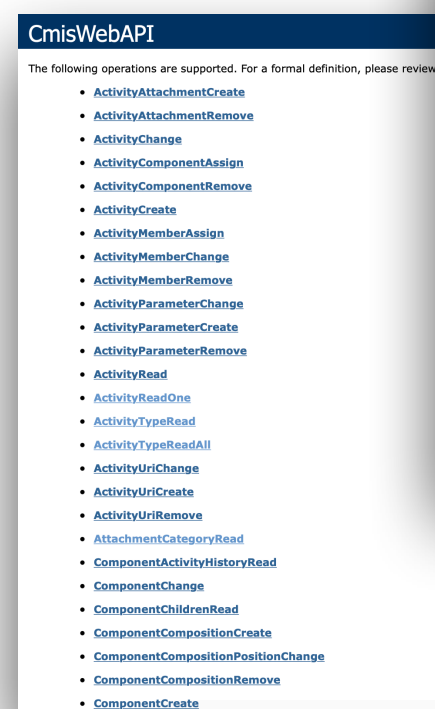 CmisWebAPI
The following operations are supported. For a formal definition, please review
ActivityAttachmentCreate
ActivityAttachmentRemove
ActivityChange
ActivityComponentAssign
ActivityComponentRemove
ActivityCreate
ActivityMemberAssign
ActivityMemberChange
ActivityMemberRemove
ActivityParameterChange
ActivityParameterCreate
ActivityParameterRemove
ActivityRead
ActivityReadOne
ActivityTypeRead
ActivityTypeReadAll
ActivityUriChange
ActivityUriCreate
ActivityUriRemove
AttachmentCategoryRead
ComponentActivityHistoryRead
ComponentChange
ComponentChildrenRead
ComponentCompositionCreate
ComponentCompositionPositionChange
ComponentCompositionRemove
ComponentCreate